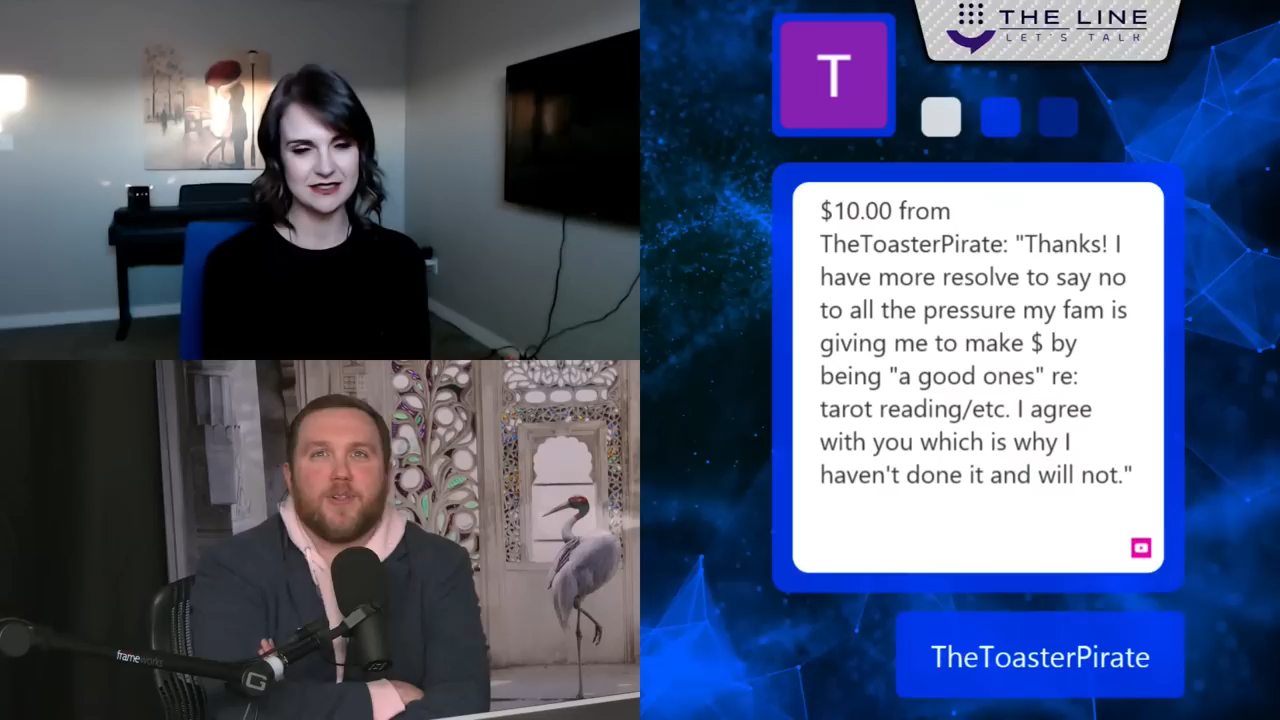 THE LINE
LET'S TALK
T
$10.00 from
TheToasterPirate: "Thanks! I
have more resolve to say no
to all the pressure my fam is
giving me to make $ by
being "a good ones" re:
tarot reading/etc. I agree
with you which is why I
haven't done it and will not."
TheToasterPirate
frameworks
G